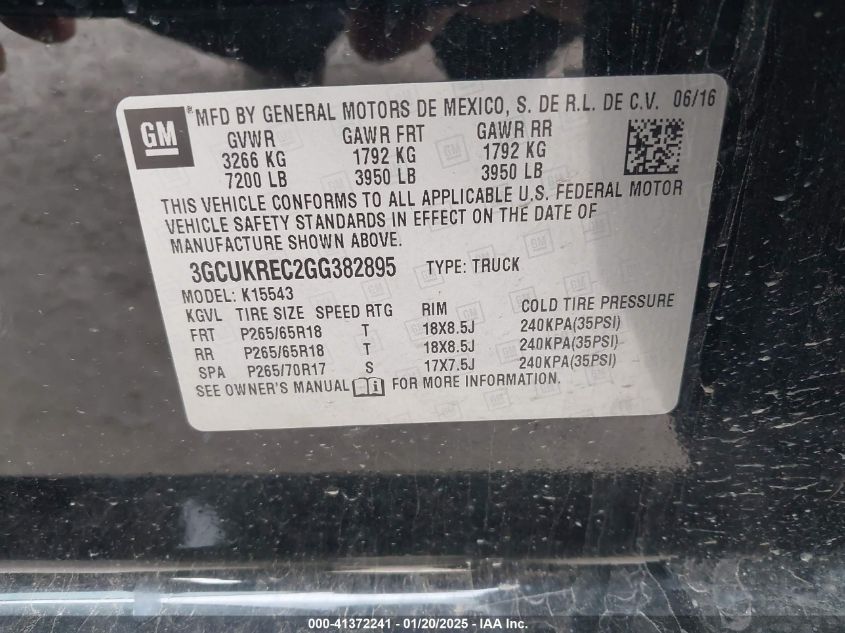 GM ® MFD BY GENERAL MOTORS DE MEXICO, S. DE R.L. DE C.V. 06/16
GVWR GAWR FRT GAWR RR
3266 KG 1792 KG 1792 KG
7200 LB 3950 LB 3950 LB
THIS VEHICLE CONFORMS TO ALL APPLICABLE U.S. FEDERAL MOTOR
VEHICLE SAFETY STANDARDS IN EFFECT ON THE DATE OF
MANUFACTURE SHOWN ABOVE.
3GCUKREC2GG382895 TYPE: TRUCK
MODEL: K15543
KGVL TIRE SIZE SPEED RTG RIM COLD TIRE PRESSURE
FRT P265/65R18 T 18X8.5J 240KPA(35PSI)
RR P265/65R18 T 18X8.5J 240KPA(35PSI)
SPA P265/70R17 S 17X7.5J 240KPA(35PSI)
SEE OWNER'S MANUAL FOR MORE INFORMATION.
000-41372241 - 01/20/2025 - IAA Inc.